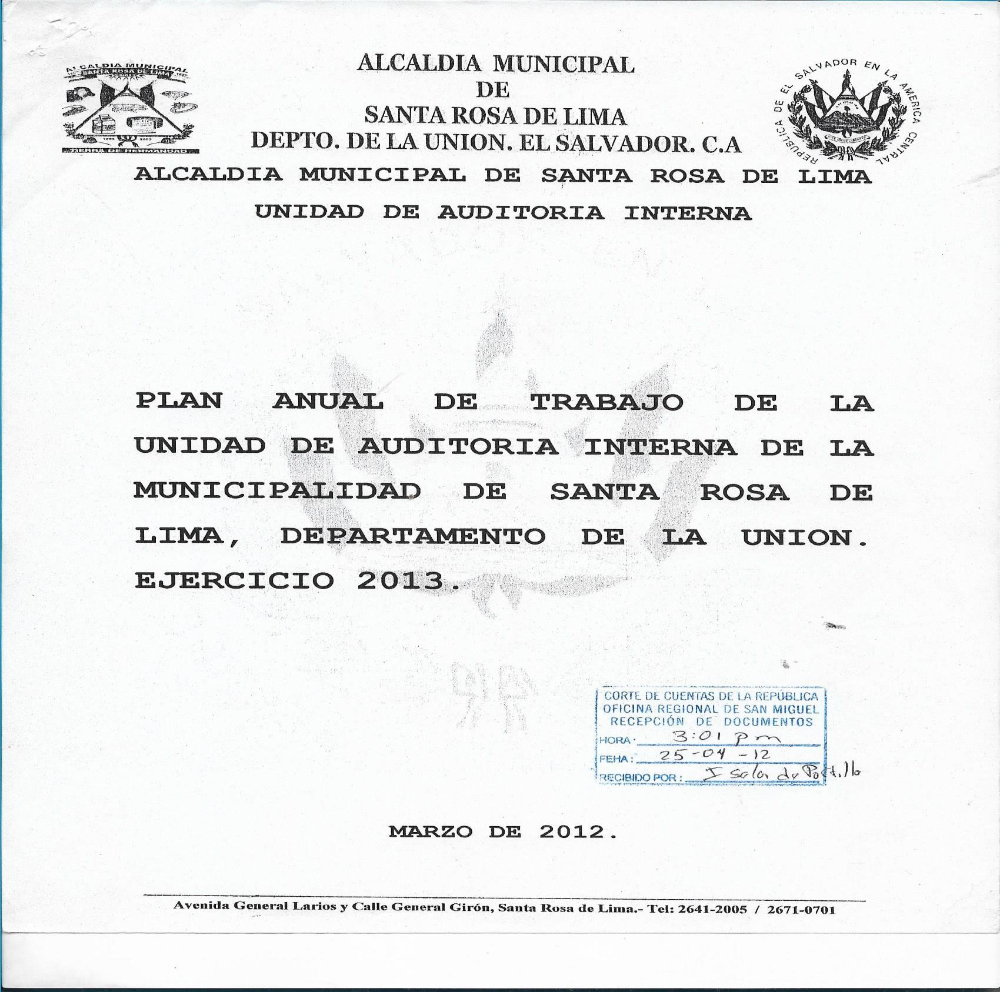 ALCALDIA MUNICIPAL
SANTA ROSA DE LIMA
TIERRA DE HERMANDAD
ALCALDIA MUNICIPAL
DE
SANTA ROSA DE LIMA
DEPTO. DE LA UNION. EL SALVADOR. C.A
REPUBLICA DE EL SALVADOR EN LA AMERICA CENTRAL
ALCALDIA MUNICIPAL DE SANTA ROSA DE LIMA
UNIDAD DE AUDITORIA INTERNA
PLAN ANUAL DE TRABAJO DE LA
UNIDAD DE AUDITORIA INTERNA DE LA
MUNICIPALIDAD DE SANTA ROSA DE
LIMA, DEPARTAMENTO DE LA UNION.
EJERCICIO 2013.
CORTE DE CUENTAS DE LA REPÚBLICA
OFICINA REGIONAL DE SAN MIGUEL
RECEPCIÓN DE DOCUMENTOS
HORA: 3:01 pm
FEHA: 25-04-12
RECIBIDO POR: de Portillo
MARZO DE 2012.
Avenida General Larios y Calle General Girón, Santa Rosa de Lima.- Tel: 2641-2005 / 2671-0701